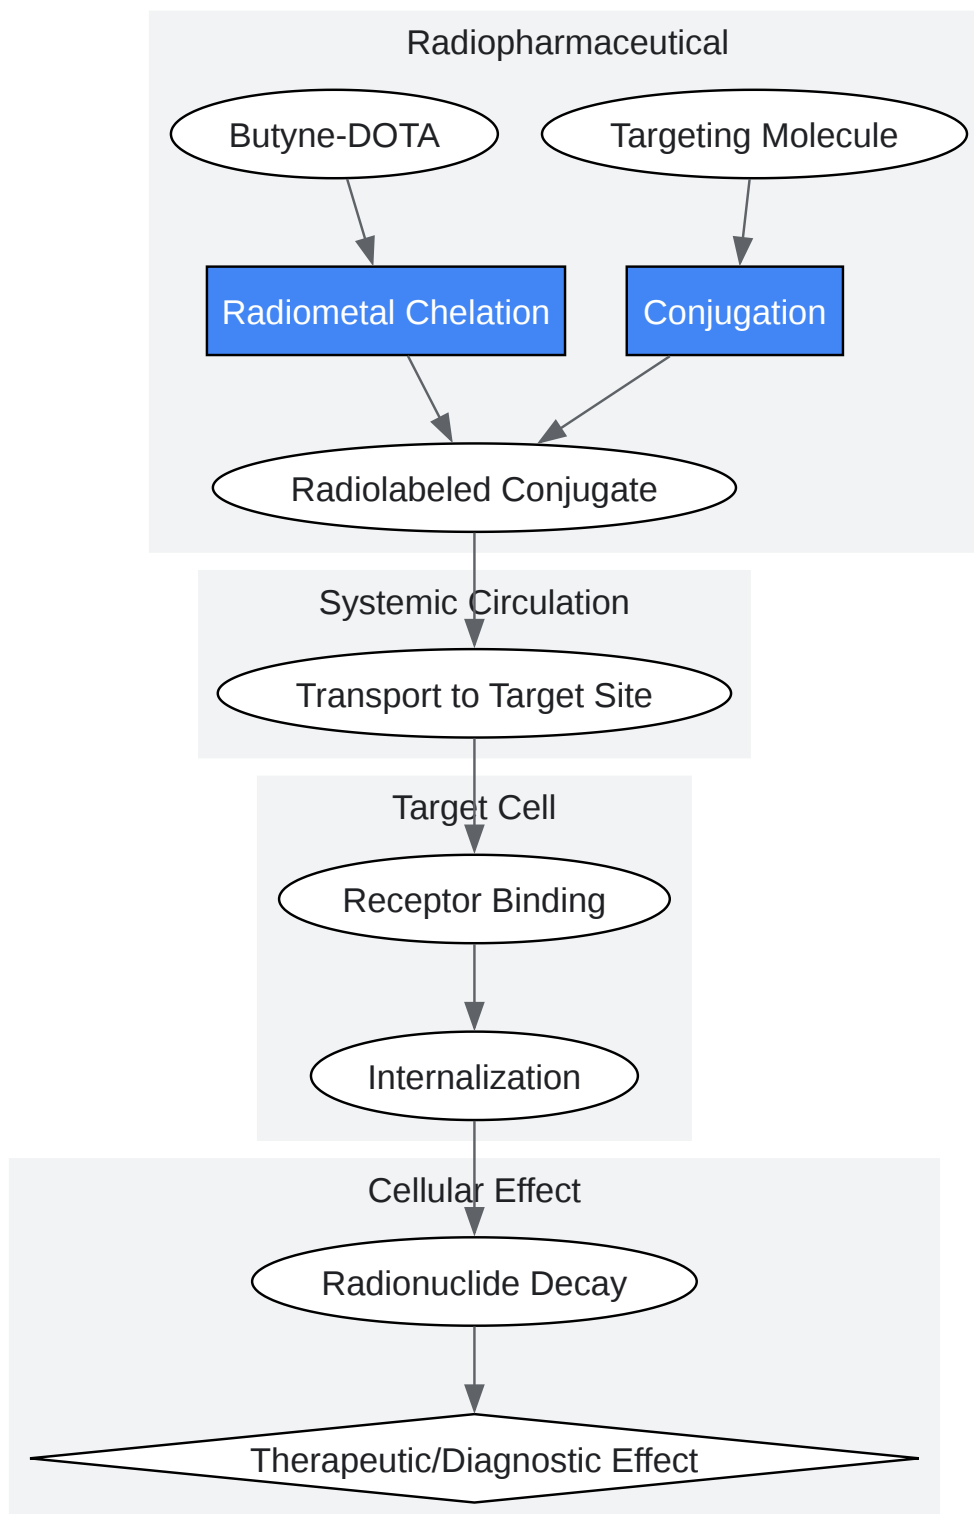 Radiopharmaceutical
Butyne-DOTA
Targeting Molecule
Radiometal Chelation
Conjugation
Radiolabeled Conjugate
Systemic Circulation
Transport to Target Site
Target Cell
Receptor Binding
Internalization
Cellular Effect
Radionuclide Decay
Therapeutic/Diagnostic Effect